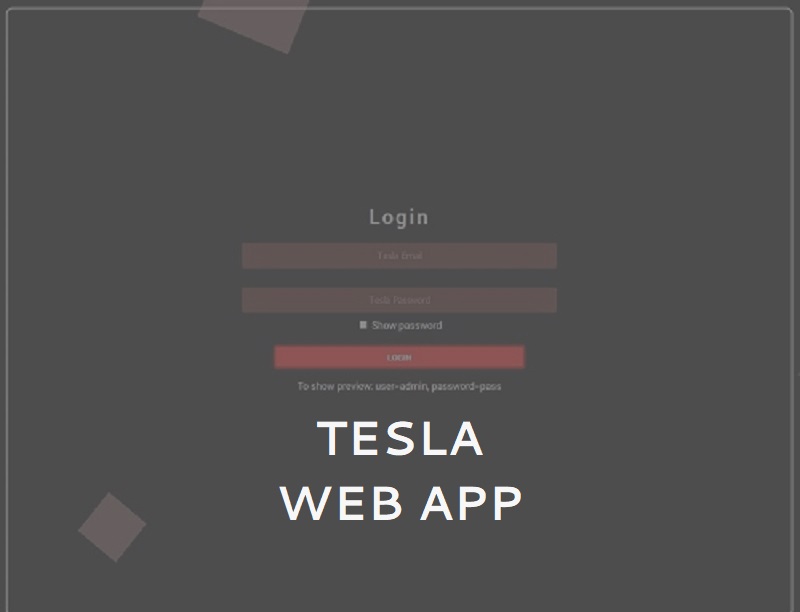 Login
Tesla Email
Tesla Password
Show password
LOGIN
To show preview: user-admin, password-pass
TESLA
WEB APP